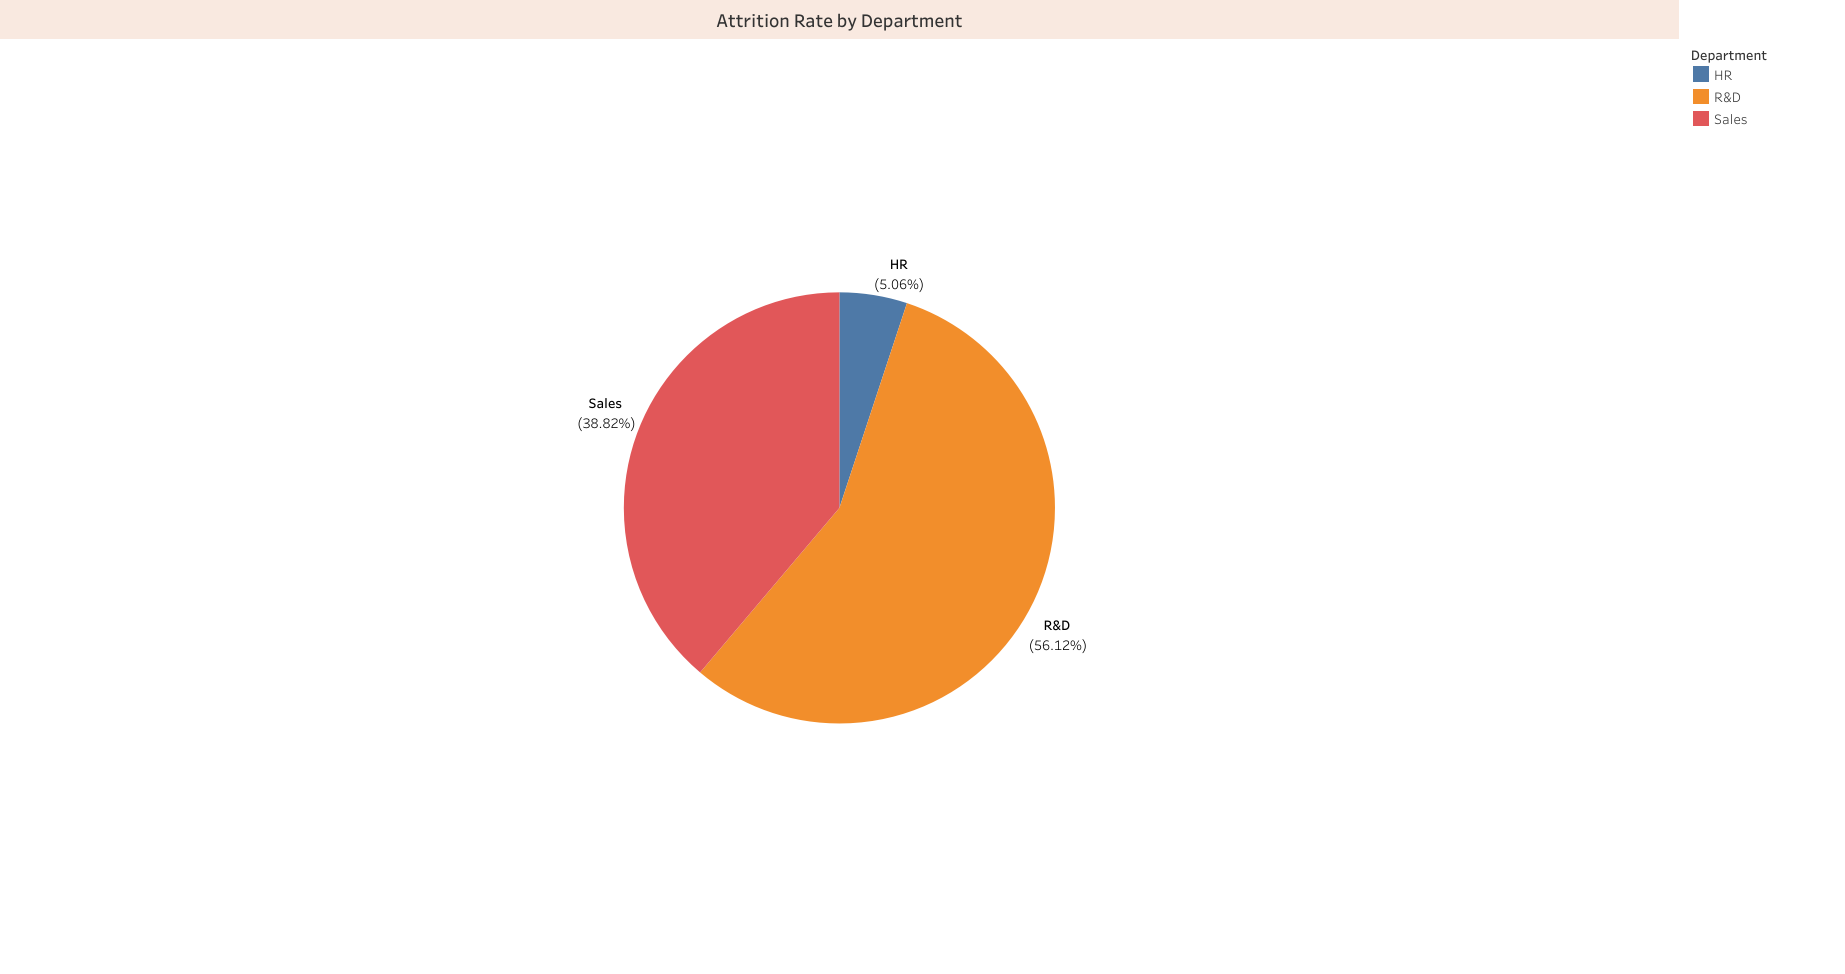 Attrition Rate by Department
Department
HR
R&D
Sales
HR
(5.06%)
Sales
(38.82%)
R&D
(56.12%)